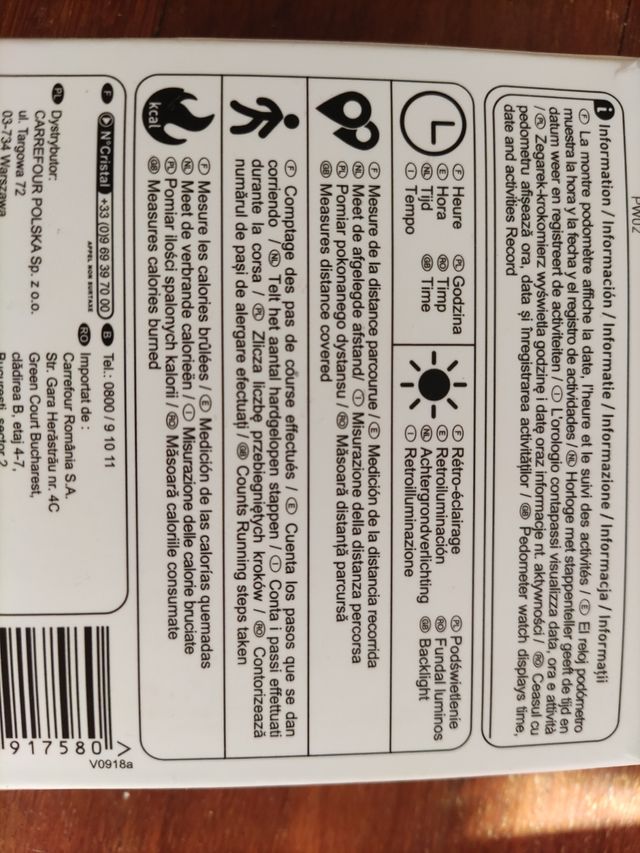 PW02
i Information / Información / Informatie / Informazione / Informacja / Informații
F La montre podomètre affiche la date, l'heure et le suivi des activités / E El reloj podómetro
muestra la hora y la fecha y el registro de actividades / NL Horloge met stappenteller geeft de tijd en
datum weer en registreert de activiteiten / I L'orologio contapassi visualizza data, ora e attività
/ PL Zegarek-krokomierz wyświetla godzinę i datę oraz informacje nt. aktywności / RO Ceasul cu
pedometru afișează ora, data și înregistrarea activităților / GB Pedometer watch displays time,
date and activities Record
F Heure PL Godzina
E Hora RO Timp
NL Tijd GB Time
I Tempo
F Rétro-éclairage PL Podświetlenie
E Retroiluminación RO Fundal luminos
NL Achtergrondverlichting GB Backlight
I Retroilluminazione
F Mesure de la distance parcourue / E Medición de la distancia recorrida
NL Meet de afgelegde afstand / I Misurazione della distanza percorsa
PL Pomiar pokonanego dystansu / RO Măsoară distanță parcursă
GB Measures distance covered
F Comptage des pas de course effectués / E Cuenta los pasos que se dan
corriendo / NL Telt het aantal hardgelopen stappen / I Conta i passi effettuati
durante la corsa / PL Zlicza liczbę przebiegniętych kroków / RO Contorizează
numărul de pași de alergare efectuați / GB Counts Running steps taken
kcal
F Mesure les calories brûlées / E Medición de las calorías quemadas
NL Meet de verbrande calorieën / I Misurazione delle calorie bruciate
PL Pomiar ilości spalonych kalorii / RO Măsoară caloriile consumate
GB Measures calories burned
F N°Cristal +33 (0)9 69 39 70 00
APPEL NON SURTAXÉ
B Tel.: 0800 / 9 10 11
PL Dystrybutor:
CARREFOUR POLSKA Sp. z o.o.
ul. Targowa 72
03-734 Warszawa
RO Importat de :
Carrefour România S.A.
Str. Gara Herăstrău nr. 4C
Green Court Bucharest,
clădirea B, etaj 4-7,
București, sector 2
917580 >
V0918a